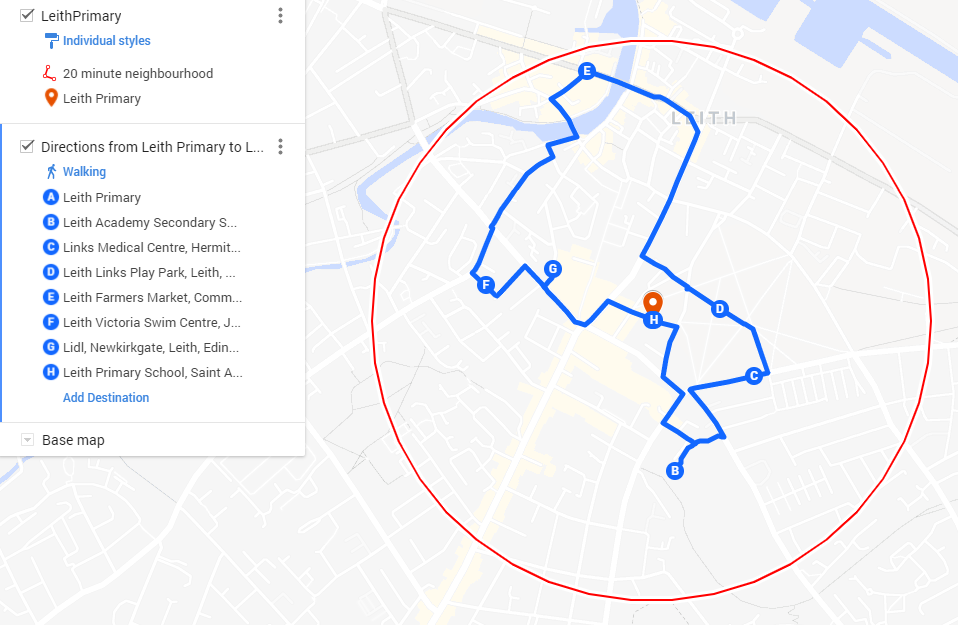 LeithPrimary
Individual styles
20 minute neighbourhood
Leith Primary
Directions from Leith Primary to L...
Walking
A Leith Primary
B Leith Academy Secondary S...
C Links Medical Centre, Hermit...
D Leith Links Play Park, Leith, ...
E Leith Farmers Market, Comm...
F Leith Victoria Swim Centre, J...
G Lidl, Newkirkgate, Leith, Edin...
H Leith Primary School, Saint A...
Add Destination
Base map
E
LEITH
G
F
D
H
C
B